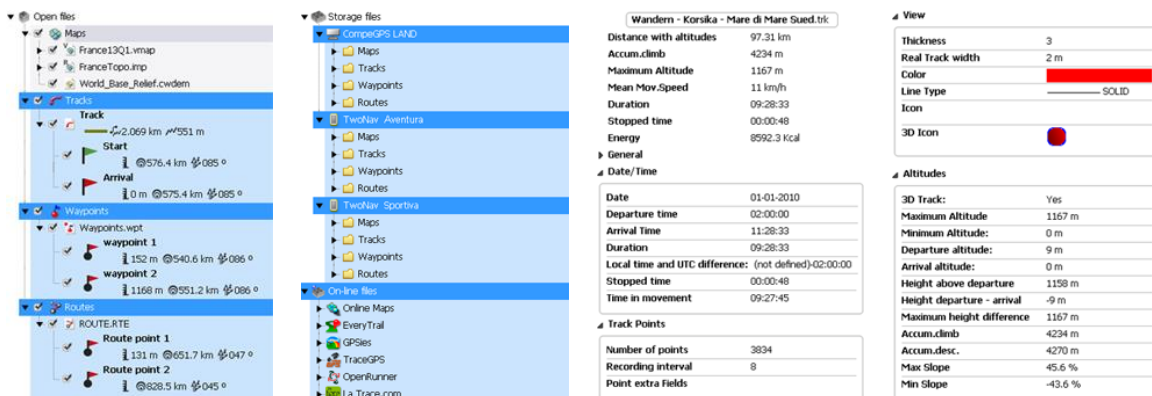 Open files
Maps
France13Q1.vmap
FranceTopo.imp
World_Base_Relief.cwdem
Tracks
Track
2.069 km 551 m
Start
576.4 km 085 º
Arrival
0 m 575.4 km 085 º
Waypoints
Waypoints.wpt
waypoint 1
152 m 540.6 km 086 º
waypoint 2
1168 m 551.2 km 086 º
Routes
ROUTE.RTE
Route point 1
131 m 651.7 km 047 º
Route point 2
828.5 km 045 º
Storage files
CompeGPS LAND
Maps
Tracks
Waypoints
Routes
TwoNav Aventura
Maps
Tracks
Waypoints
Routes
TwoNav Sportiva
Maps
Tracks
Waypoints
Routes
On-line files
Online Maps
EveryTrail
GPSies
TraceGPS
OpenRunner
La Trace.com
Wandern - Korsika - Mare di Mare Sued.trk
Distance with altitudes 97.31 km
Accum.climb 4234 m
Maximum Altitude 1167 m
Mean Mov.Speed 11 km/h
Duration 09:28:33
Stopped time 00:00:48
Energy 8592.3 Kcal
General
Date/Time
Date 01-01-2010
Departure time 02:00:00
Arrival Time 11:28:33
Duration 09:28:33
Local time and UTC difference: (not defined)-02:00:00
Stopped time 00:00:48
Time in movement 09:27:45
Track Points
Number of points 3834
Recording interval 8
Point extra Fields
View
Thickness 3
Real Track width 2 m
Color
Line Type SOLID
Icon
3D Icon
Altitudes
3D Track: Yes
Maximum Altitude 1167 m
Minimum Altitude: 0 m
Departure altitude: 9 m
Arrival altitude: 0 m
Height above departure 1158 m
Height departure - arrival -9 m
Maximum height difference 1167 m
Accum.climb 4234 m
Accum.desc. 4270 m
Max Slope 45.6 %
Min Slope -43.6 %